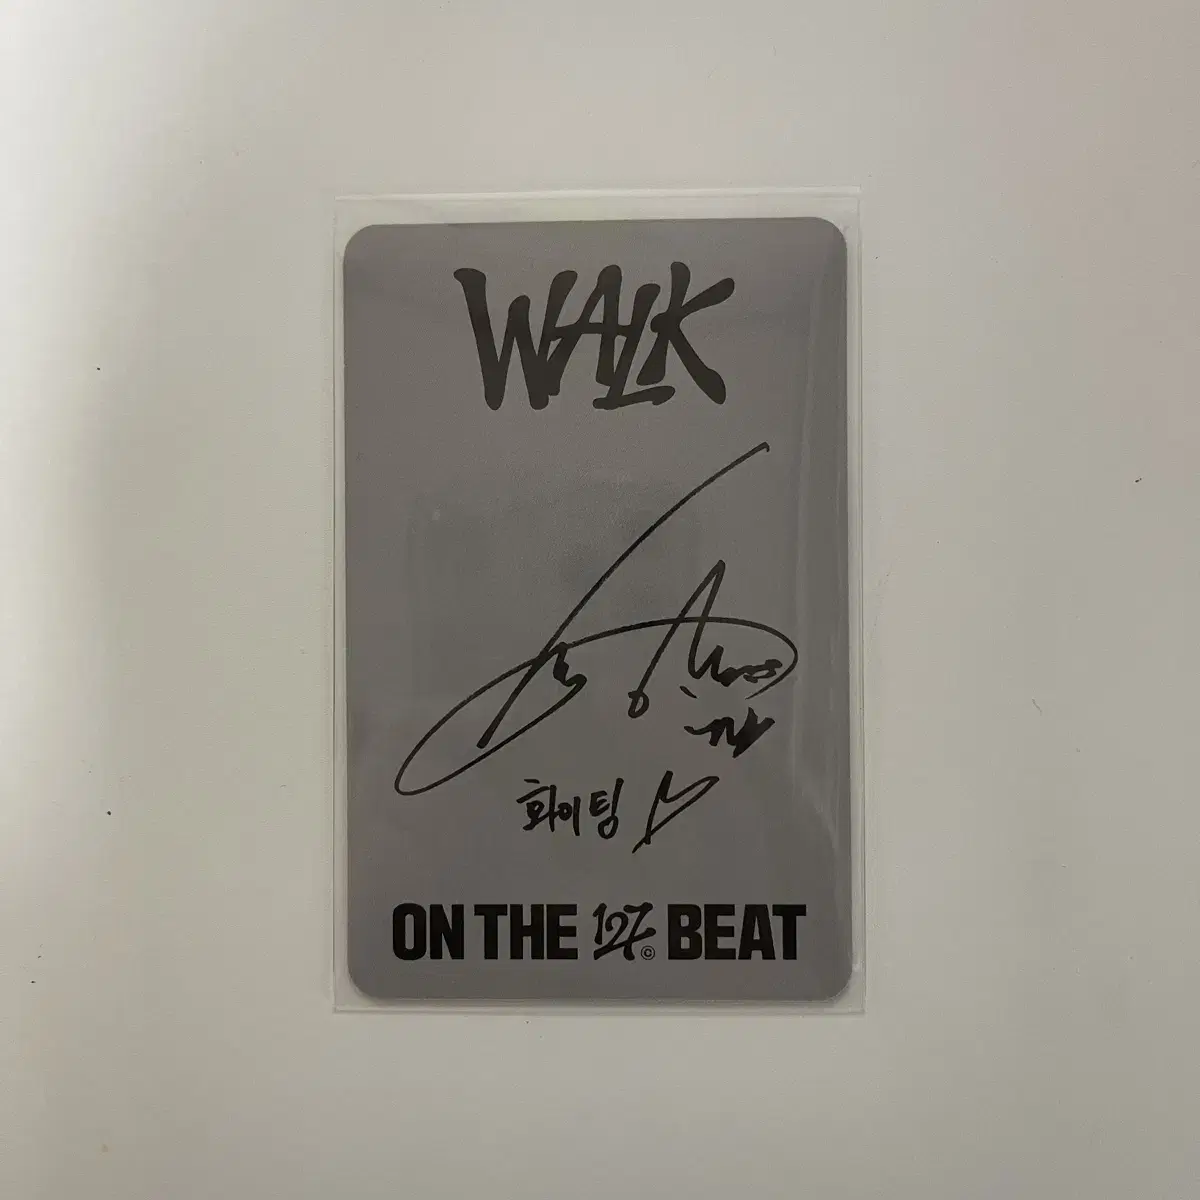 WALK
화이팅
ON THE 127© BEAT